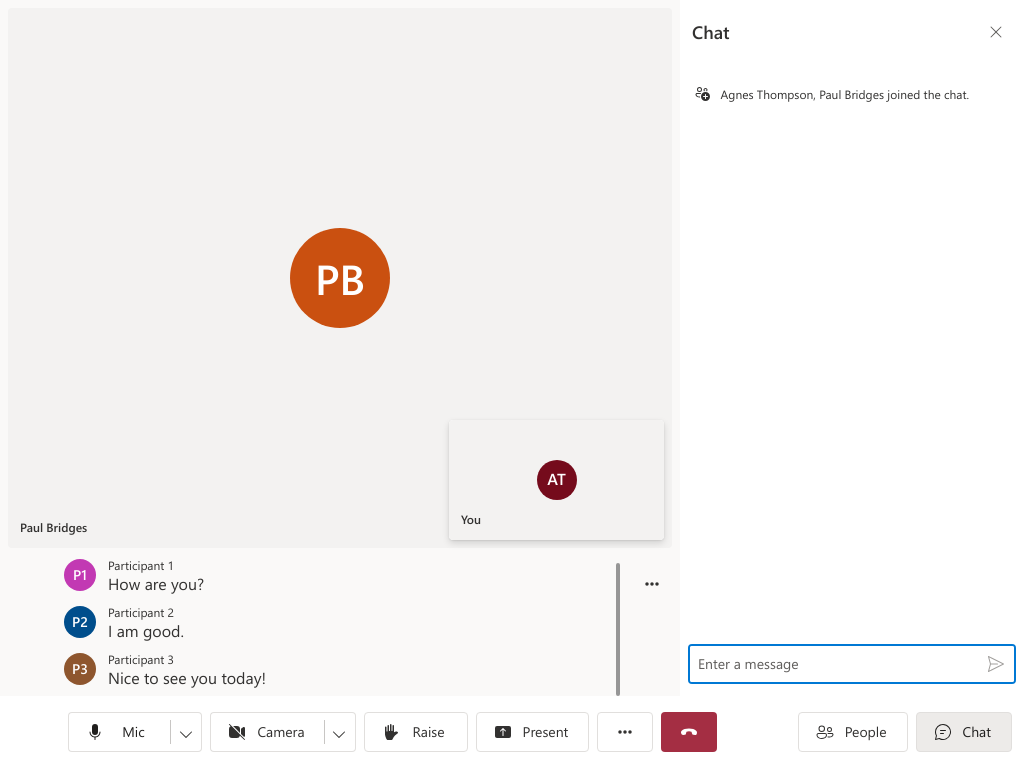 Chat
Agnes Thompson, Paul Bridges joined the chat.
PB
AT
You
Paul Bridges
P1
Participant 1
How are you?
P2
Participant 2
I am good.
P3
Participant 3
Nice to see you today!
Enter a message
Mic
Camera
Raise
Present
People
Chat